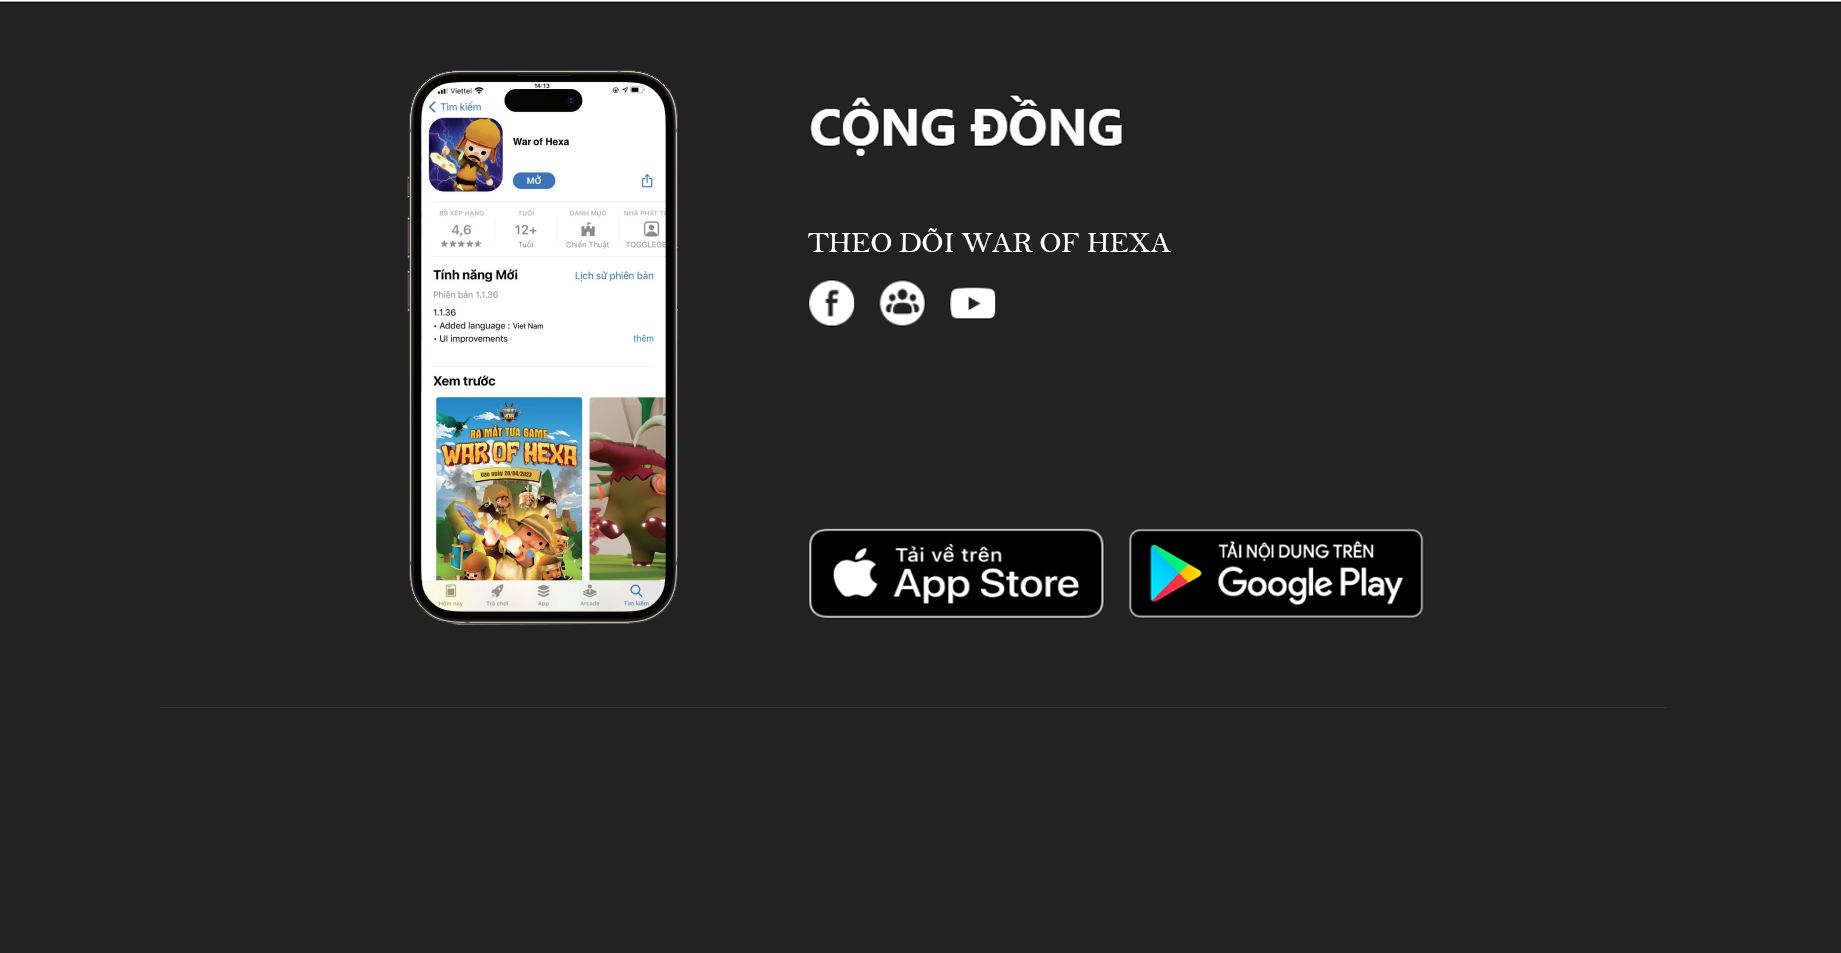 Viettel
14:13
Tìm kiếm
War of Hexa
MỞ
89 XẾP HẠNG
4,6
TUỔI
12+
Tuổi
DANH MỤC
Chiến Thuật
NHÀ PHÁT T
TOGGLEGE
Tính năng Mới
Lịch sử phiên bản
Phiên bản 1.1.36
1.1.36
• Added language : Viet Nam
• UI improvements
thêm
Xem trước
RA MẮT TỰA GAME
WAR OF HEXA
Hôm nay
Trò chơi
App
Arcade
Tìm kiếm
CỘNG ĐỒNG
THEO DÕI WAR OF HEXA
Tải về trên
App Store
TẢI NỘI DUNG TRÊN
Google Play